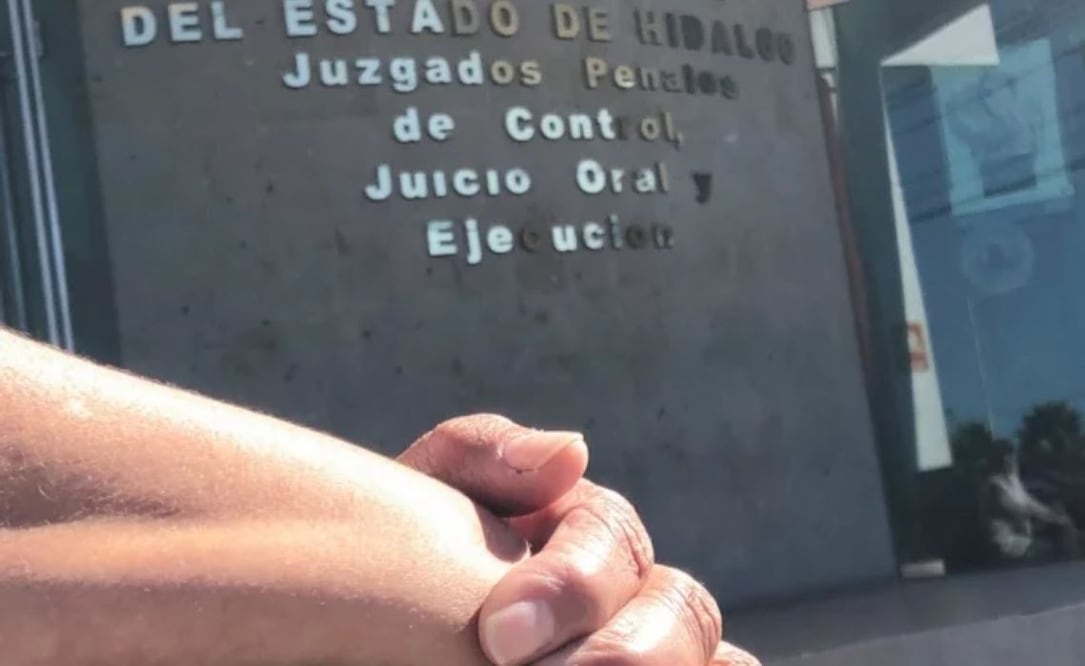 DEL ESTADO DE HIDALGO
Juzgados Penales
de Control,
Juicio Oral y
Ejecucion